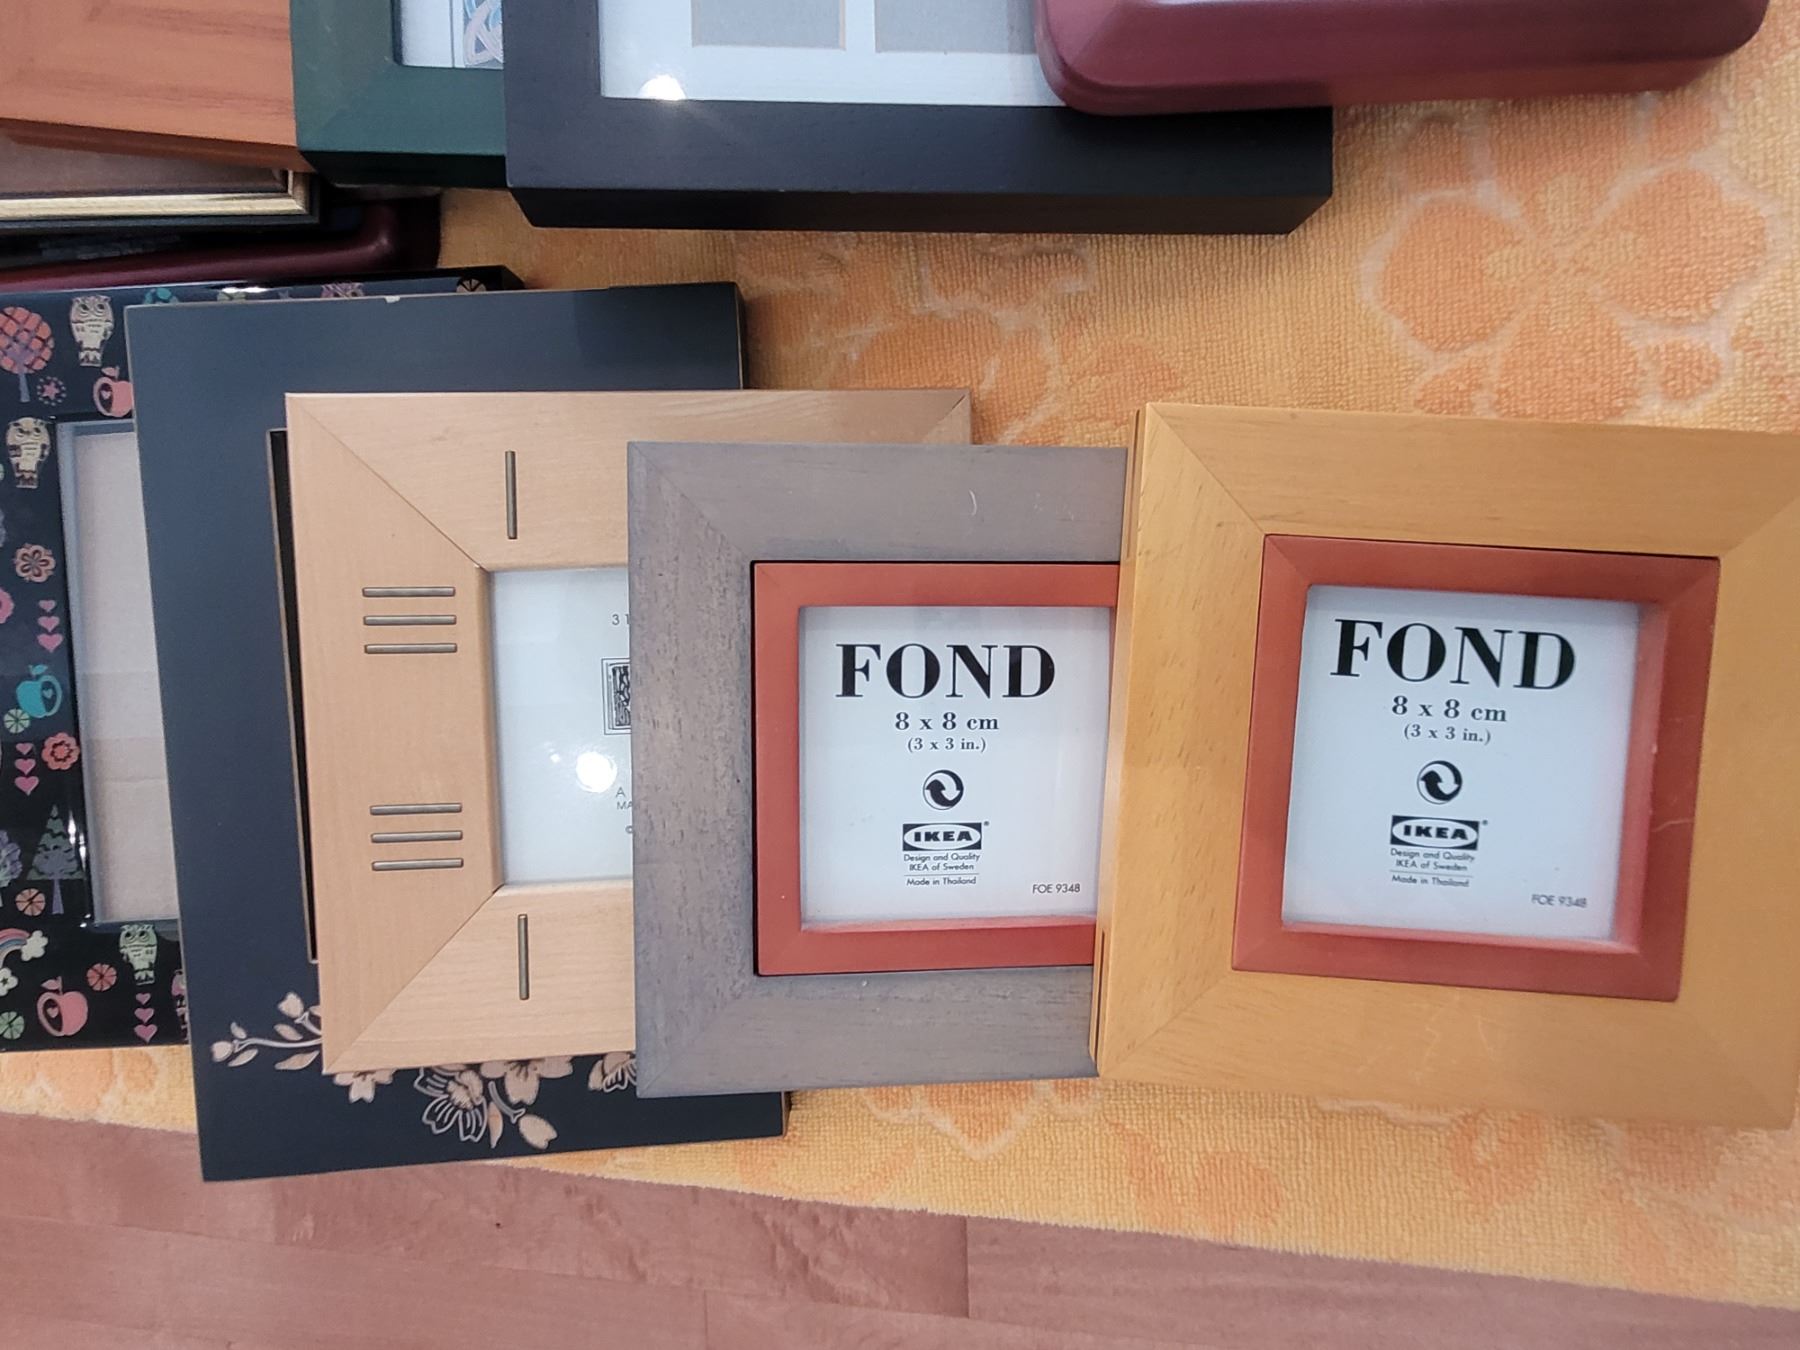 FOND
8 x 8 cm
(3 x 3 in.)
IKEA®
Design and Quality
IKEA of Sweden
Made in Thailand
FOE 9348
FOND
8 x 8 cm
(3 x 3 in.)
IKEA®
Design and Quality
IKEA of Sweden
Made in Thailand
FOE 9348